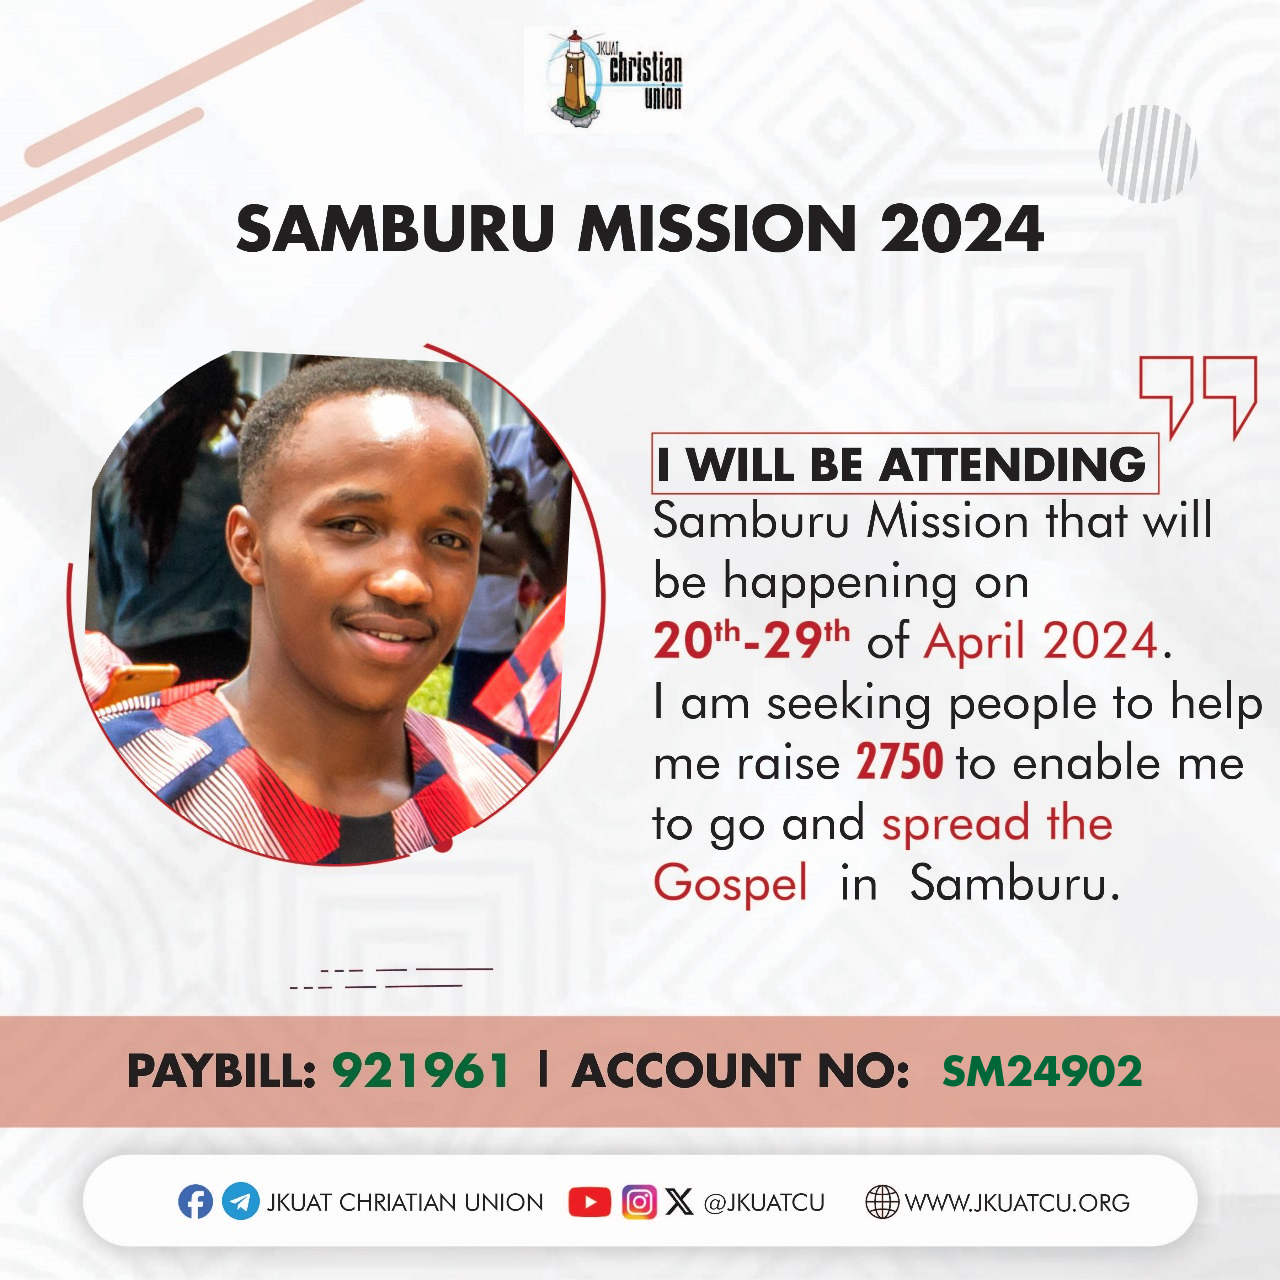 JKUAT
christian
union
SAMBURU MISSION 2024
I WILL BE ATTENDING
Samburu Mission that will
be happening on
20th-29th of April 2024.
I am seeking people to help
me raise 2750 to enable me
to go and spread the
Gospel in Samburu.
PAYBILL: 921961 | ACCOUNT NO: SM24902
JKUAT CHRIATIAN UNION @JKUATCU WWW.JKUATCU.ORG